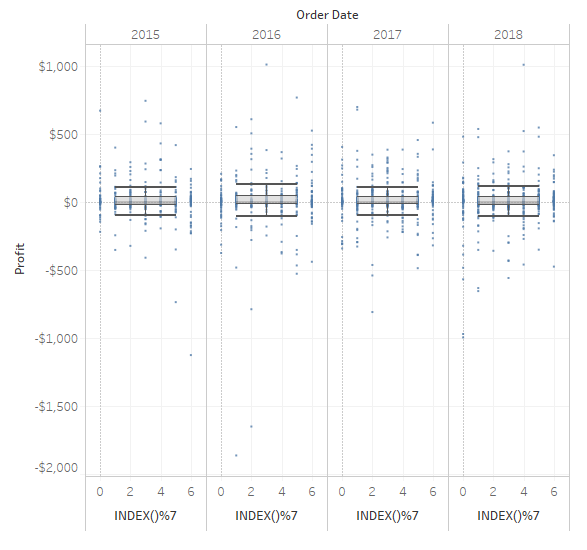 Order Date
2015 2016 2017 2018
$1,000
$500
$0
-$500
-$1,000
-$1,500
-$2,000
Profit
0 2 4 6 0 2 4 6 0 2 4 6 0 2 4 6
INDEX()%7 INDEX()%7 INDEX()%7 INDEX()%7